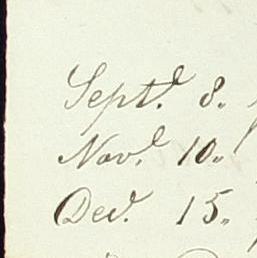 Septr. 8.
Novr. 10.
Decr. 15.